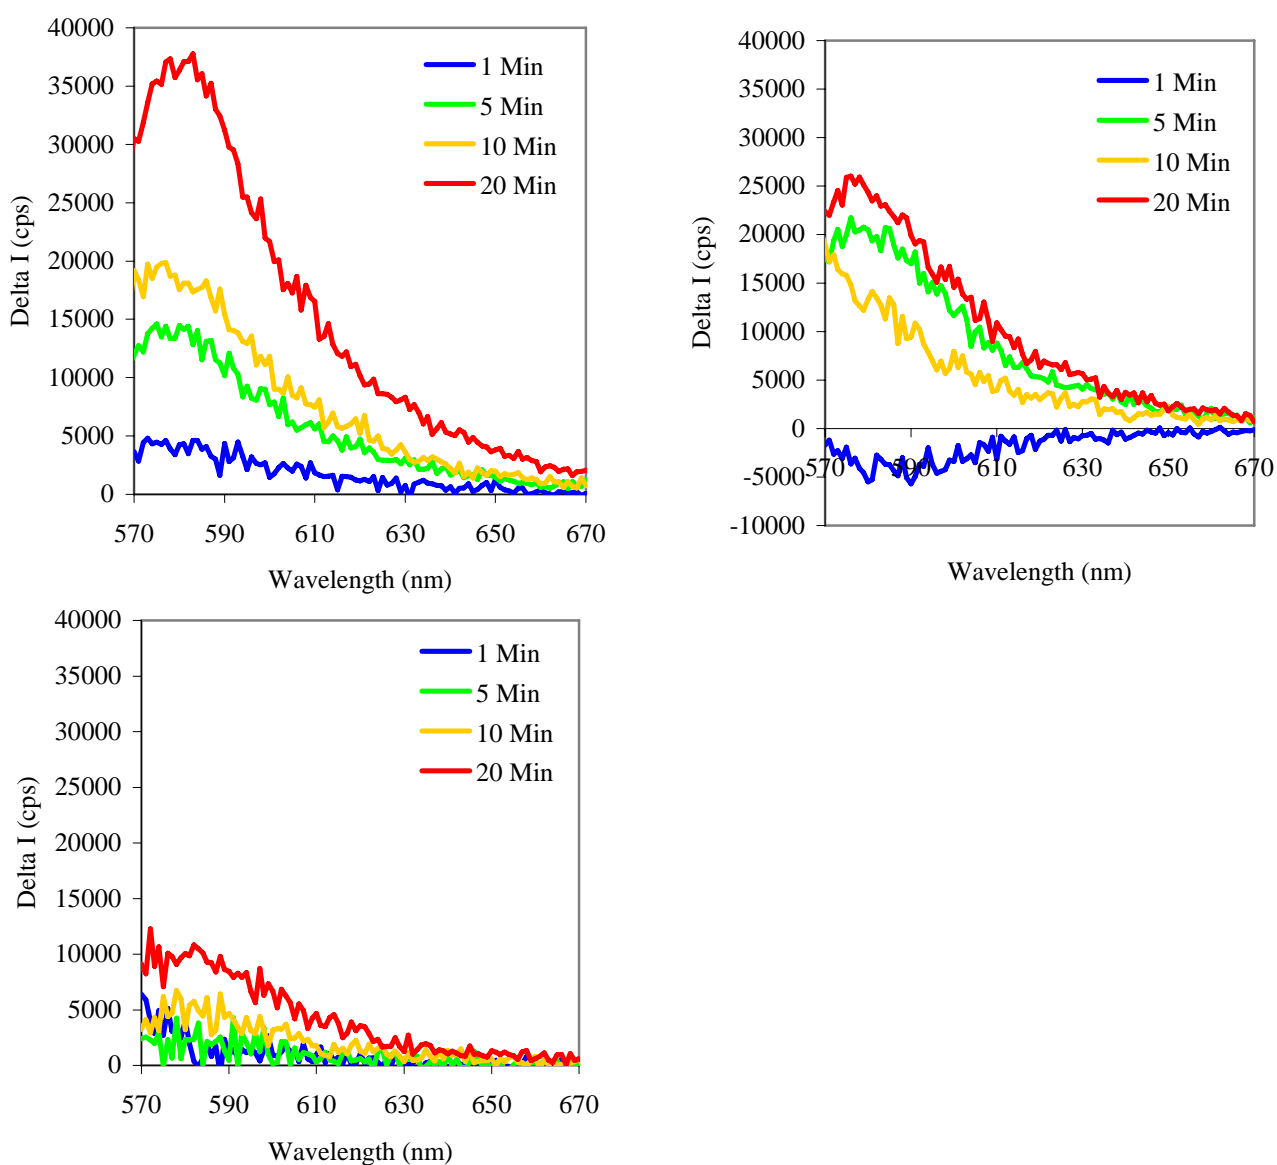 40000
35000
30000
25000
20000
15000
10000
5000
0
Delta I (cps)
1 Min
5 Min
10 Min
20 Min
570 590 610 630 650 670
Wavelength (nm)
40000
35000
30000
25000
20000
15000
10000
5000
0
-5000
-10000
Delta I (cps)
1 Min
5 Min
10 Min
20 Min
570 590 610 630 650 670
Wavelength (nm)
40000
35000
30000
25000
20000
15000
10000
5000
0
Delta I (cps)
1 Min
5 Min
10 Min
20 Min
570 590 610 630 650 670
Wavelength (nm)